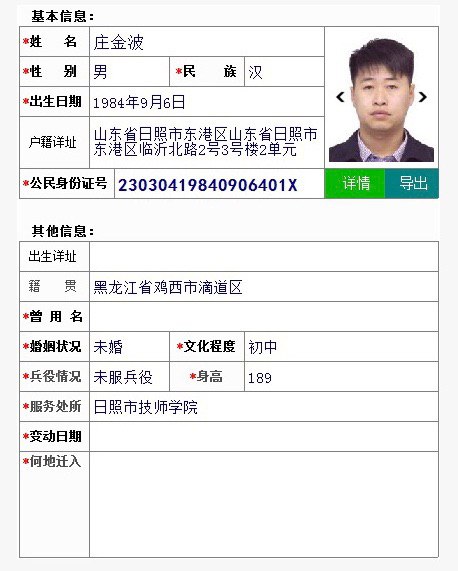 基本信息：
*姓 名 庄金波
*性 别 男 *民 族 汉
*出生日期 1984年9月6日
户籍详址 山东省日照市东港区山东省日照市
东港区临沂北路2号3号楼2单元
*公民身份证号 23030419840906401X 详情 导出
其他信息：
出生详址
籍 贯 黑龙江省鸡西市滴道区
*曾 用 名
*婚姻状况 未婚 *文化程度 初中
*兵役情况 未服兵役 *身高 189
*服务处所 日照市技师学院
*变动日期
*何地迁入